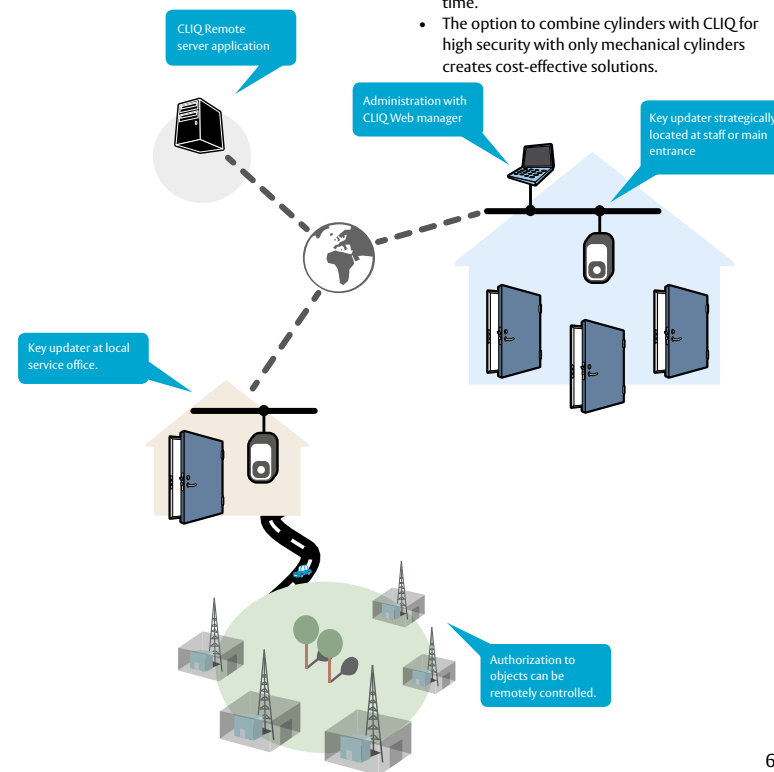 time.
• The option to combine cylinders with CLIQ for
high security with only mechanical cylinders
creates cost-effective solutions.
CLIQ Remote
server application
Administration with
CLIQ Web manager
Key updater strategically
located at staff or main
entrance
Key updater at local
service office.
Authorization to
objects can be
remotely controlled.
6